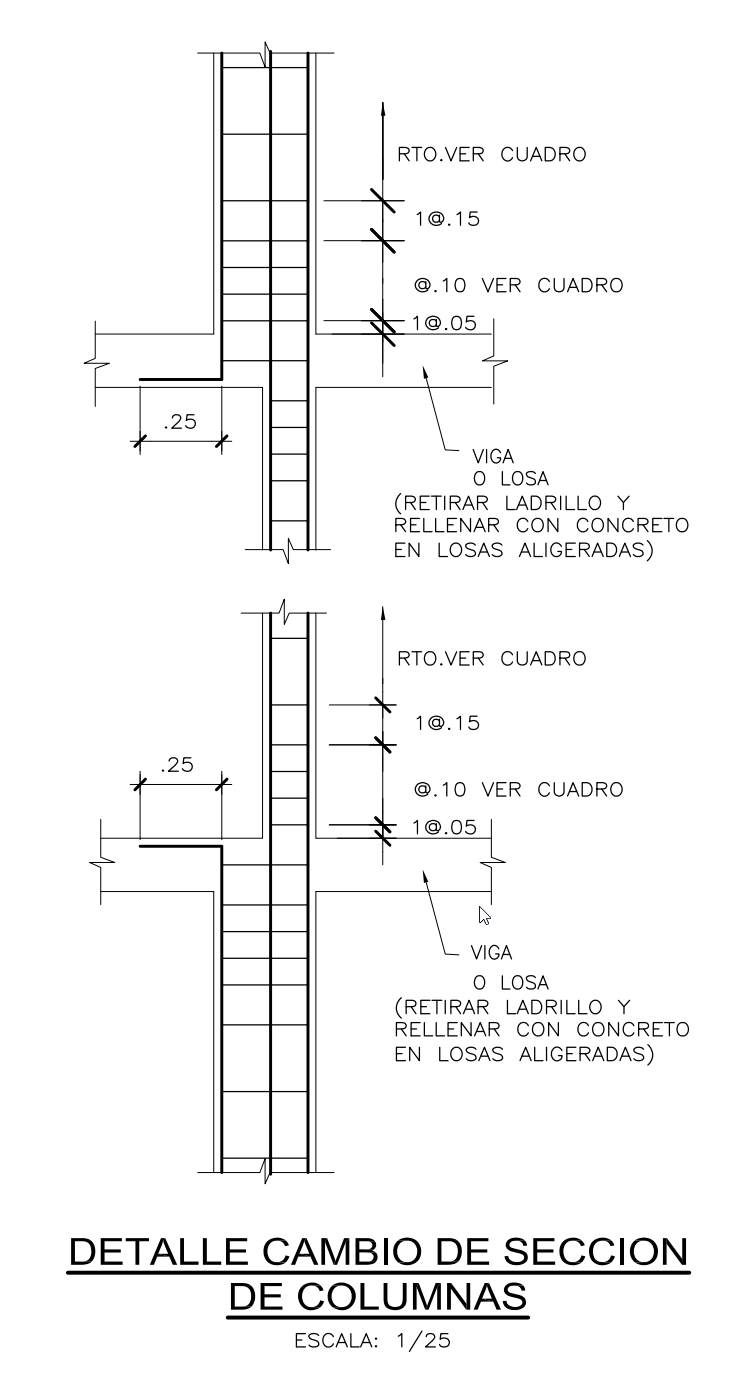 RTO.VER CUADRO
1@.15
@.10 VER CUADRO
1@.05
.25
VIGA
O LOSA
(RETIRAR LADRILLO Y
RELLENAR CON CONCRETO
EN LOSAS ALIGERADAS)
RTO.VER CUADRO
1@.15
.25
@.10 VER CUADRO
1@.05
VIGA
O LOSA
(RETIRAR LADRILLO Y
RELLENAR CON CONCRETO
EN LOSAS ALIGERADAS)
DETALLE CAMBIO DE SECCION
DE COLUMNAS
ESCALA: 1/25